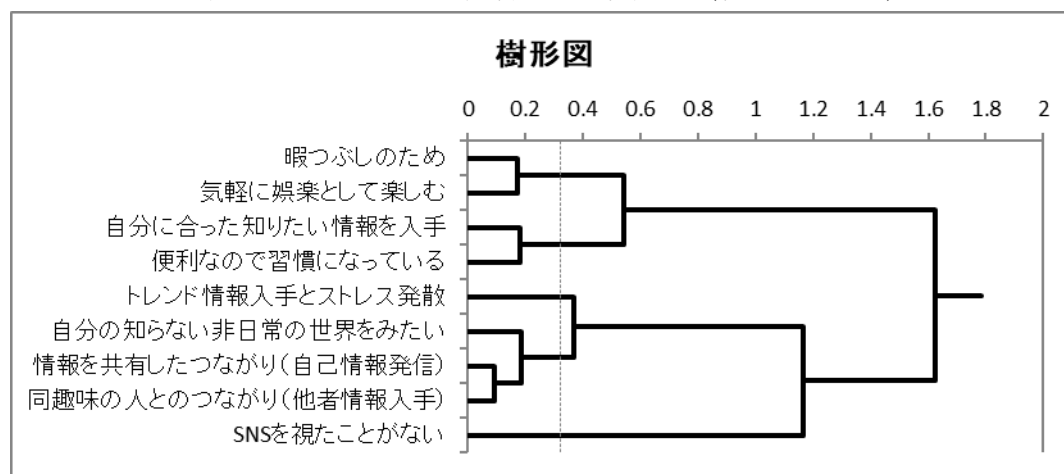 樹形図
0 0.2 0.4 0.6 0.8 1 1.2 1.4 1.6 1.8 2
暇つぶしのため
気軽に娯楽として楽しむ
自分に合った知りたい情報を入手
便利なので習慣になっている
トレンド情報入手とストレス発散
自分の知らない非日常の世界をみたい
情報を共有したつながり(自己情報発信)
同趣味の人とのつながり(他者情報入手)
SNSを視たことがない